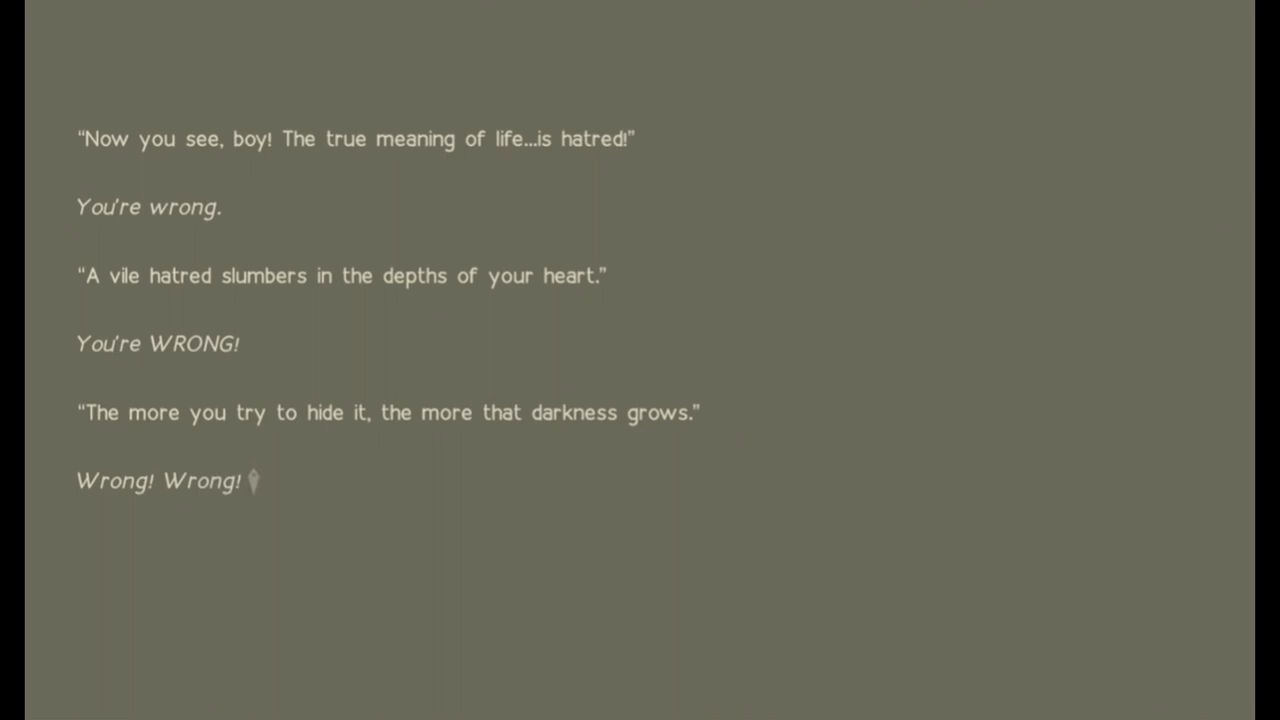 “Now you see, boy! The true meaning of life...is hatred!”
You're wrong.
“A vile hatred slumbers in the depths of your heart.”
You're WRONG!
“The more you try to hide it, the more that darkness grows.”
Wrong! Wrong!